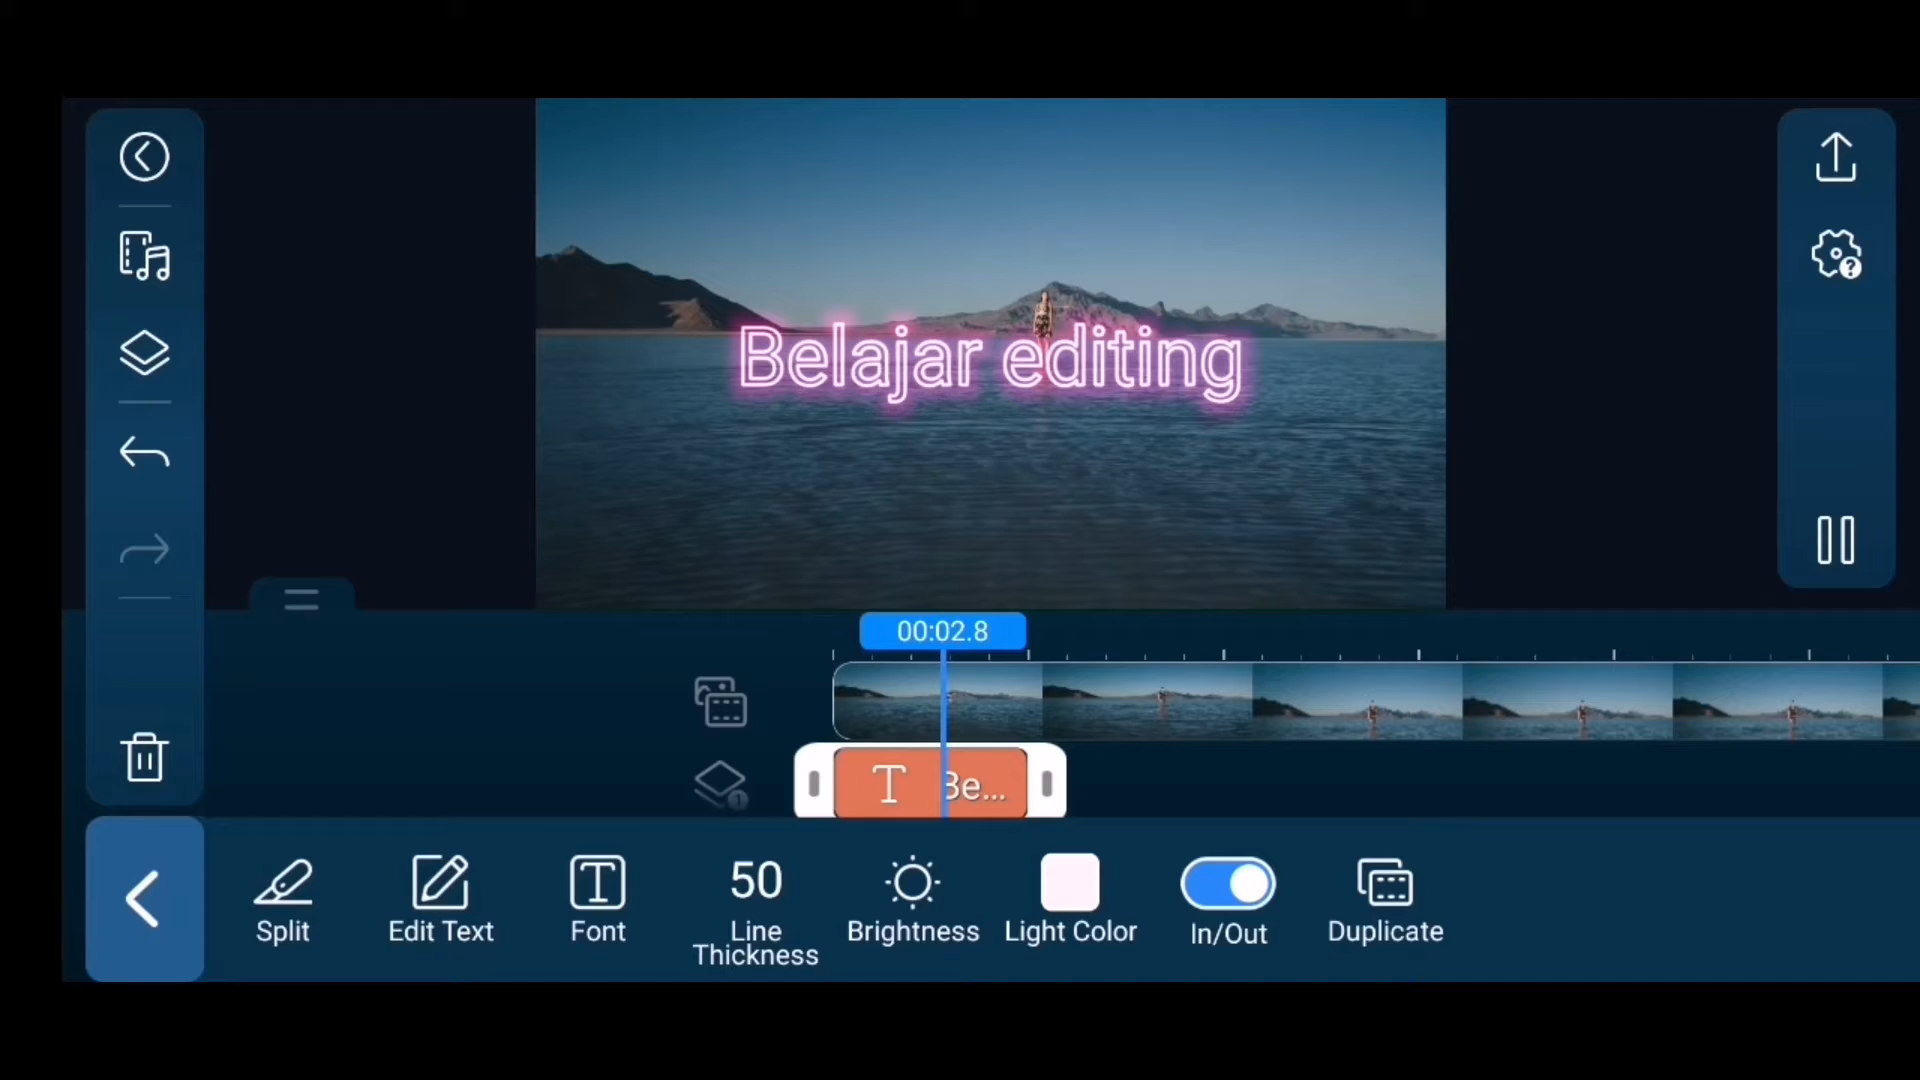 Belajar editing
00:02.8
T Be...
Split
Edit Text
Font
50
Line
Thickness
Brightness
Light Color
In/Out
Duplicate